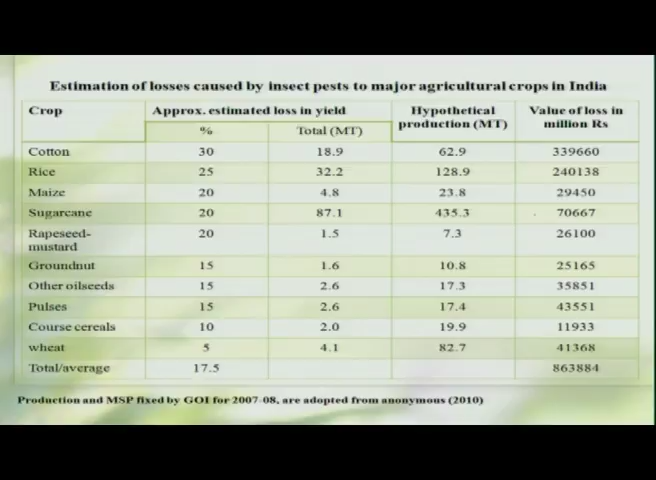 Estimation of losses caused by insect pests to major agricultural crops in India
Crop Approx. estimated loss in yield Hypothetical production (MT) Value of loss in million Rs
% Total (MT)
Cotton 30 18.9 62.9 339660
Rice 25 32.2 128.9 240138
Maize 20 4.8 23.8 29450
Sugarcane 20 87.1 435.3 70667
Rapeseed-mustard 20 1.5 7.3 26100
Groundnut 15 1.6 10.8 25165
Other oilseeds 15 2.6 17.3 35851
Pulses 15 2.6 17.4 43551
Course cereals 10 2.0 19.9 11933
wheat 5 4.1 82.7 41368
Total/average 17.5 863884
Production and MSP fixed by GOI for 2007-08, are adopted from anonymous (2010)